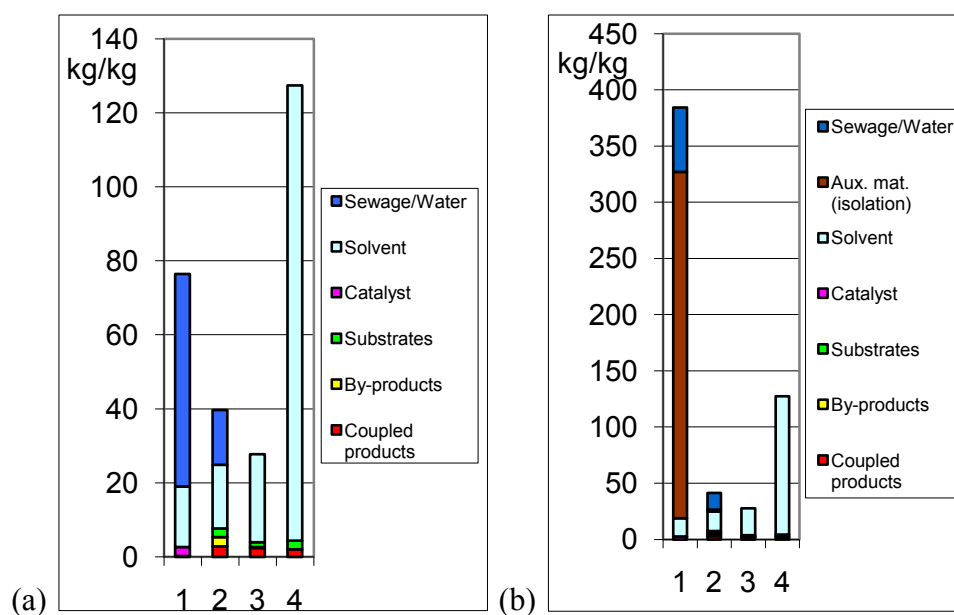 140
kg/kg
120
100
80
60
40
20
0
1 2 3 4
Sewage/Water
Solvent
Catalyst
Substrates
By-products
Coupled
products
(a)
450
kg/kg
400
350
300
250
200
150
100
50
0
1 2 3 4
Sewage/Water
Aux. mat.
(isolation)
Solvent
Catalyst
Substrates
By-products
Coupled
products
(b)